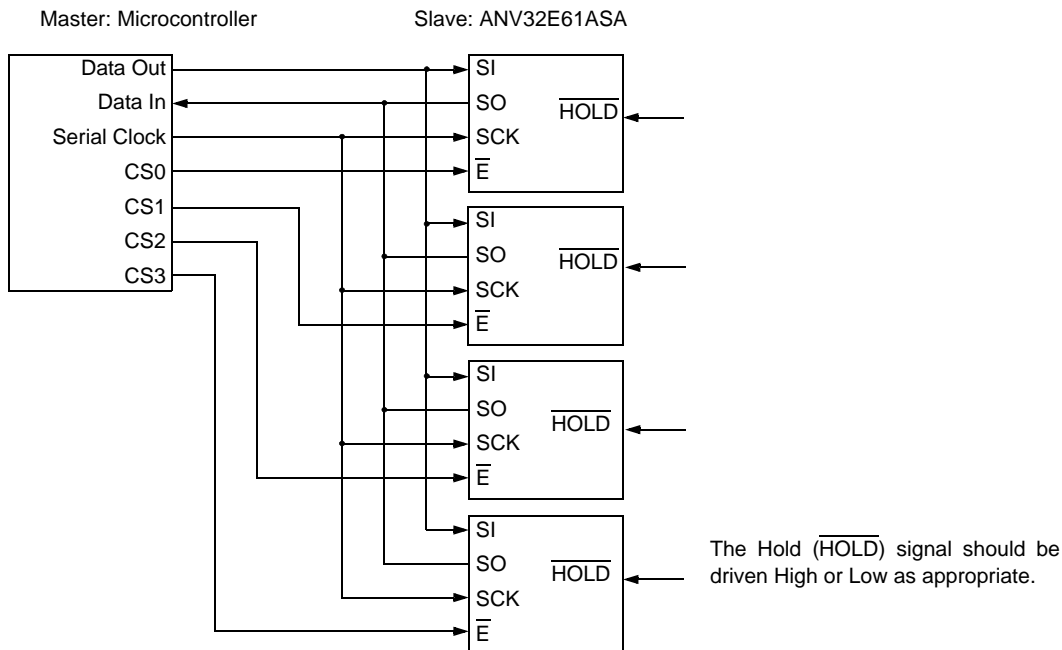 Master: Microcontroller
Slave: ANV32E61ASA
Data Out
Data In
Serial Clock
CS0
CS1
CS2
CS3
SI
SO
HOLD
SCK
E
SI
SO
HOLD
SCK
E
SI
SO
HOLD
SCK
E
SI
SO
HOLD
SCK
E
The Hold (HOLD) signal should be
driven High or Low as appropriate.